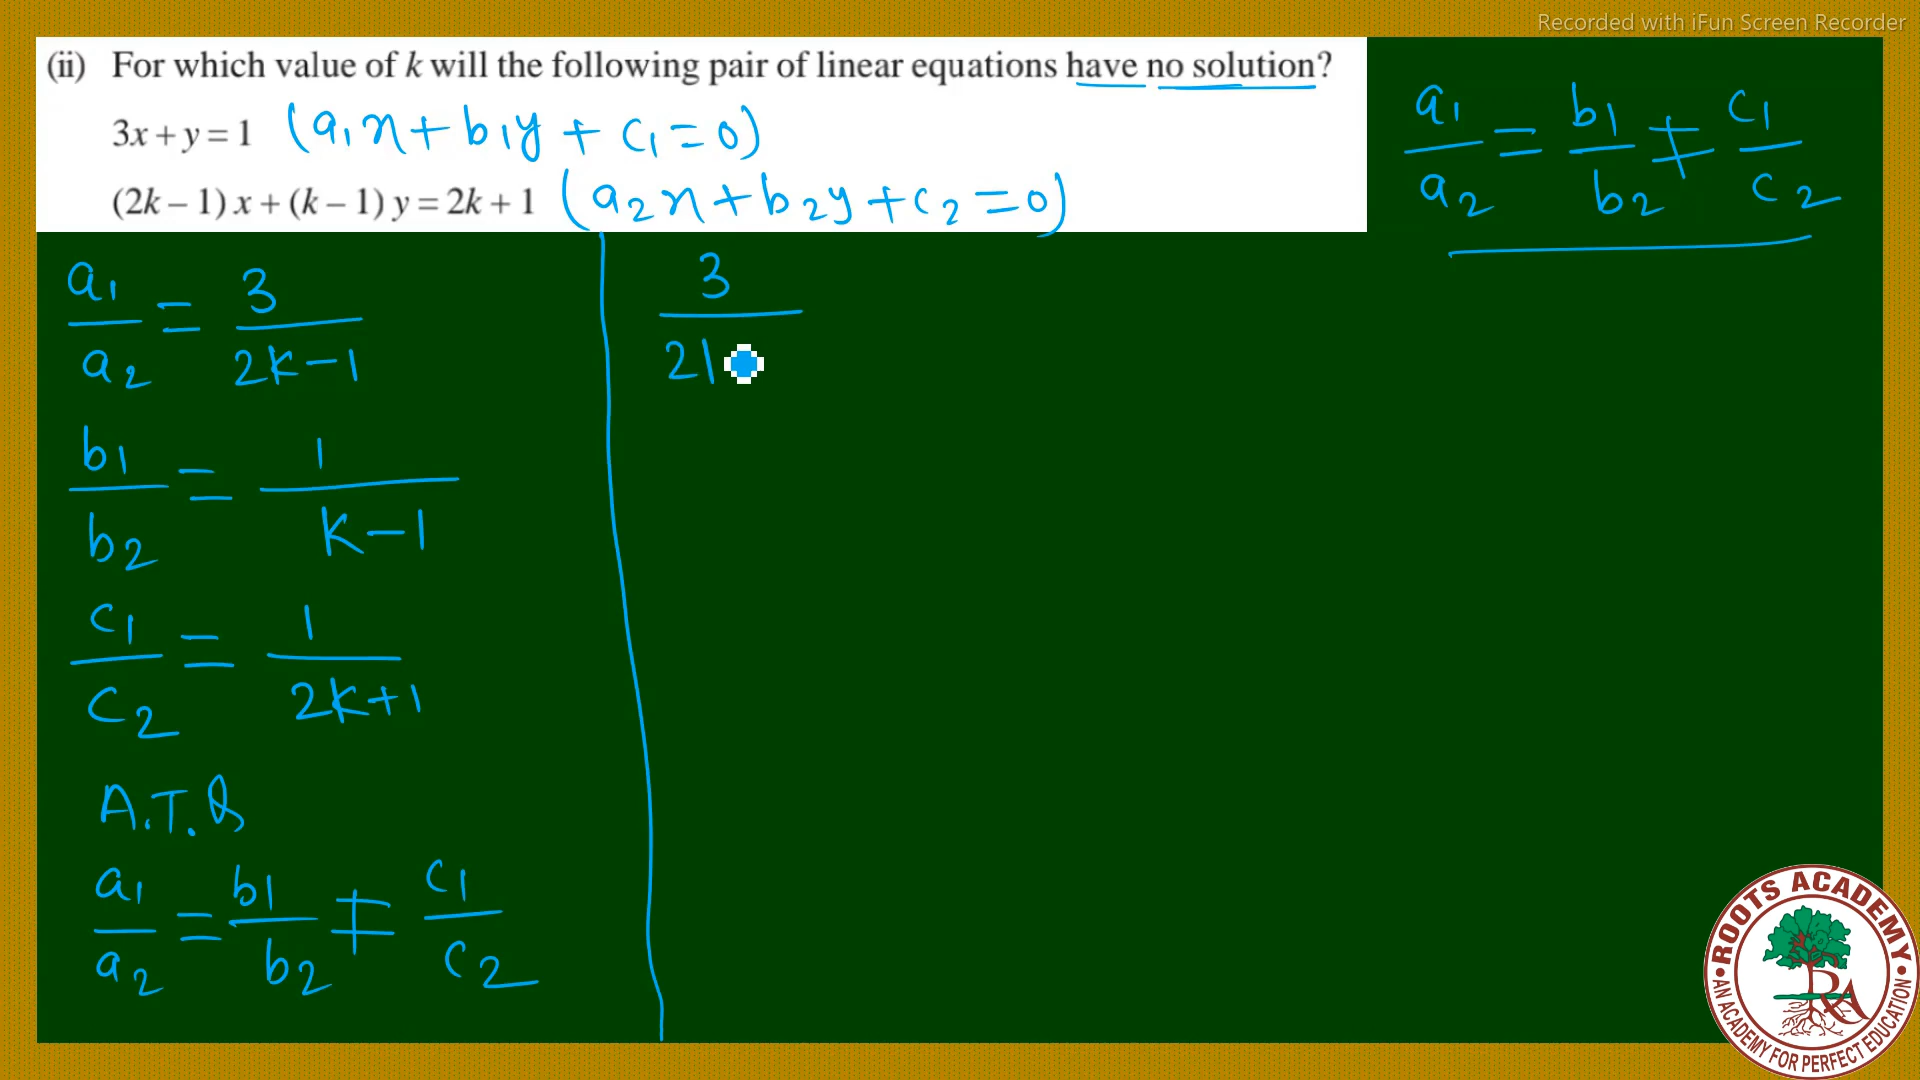 Recorded with iFun Screen Recorder
(ii) For which value of k will the following pair of linear equations have no solution?
3x + y = 1 (a1x + b1y + c1 = 0)
(2k – 1) x + (k – 1) y = 2k + 1 (a2x + b2y + c2 = 0)
a1/a2 = b1/b2 ≠ c1/c2
a1/a2 = 3/2k-1
b1/b2 = 1/k-1
c1/c2 = 1/2k+1
A.T.Q
a1/a2 = b1/b2 ≠ c1/c2
3/2
ROOTS ACADEMY
RA
AN ACADEMY FOR PERFECT EDUCATION